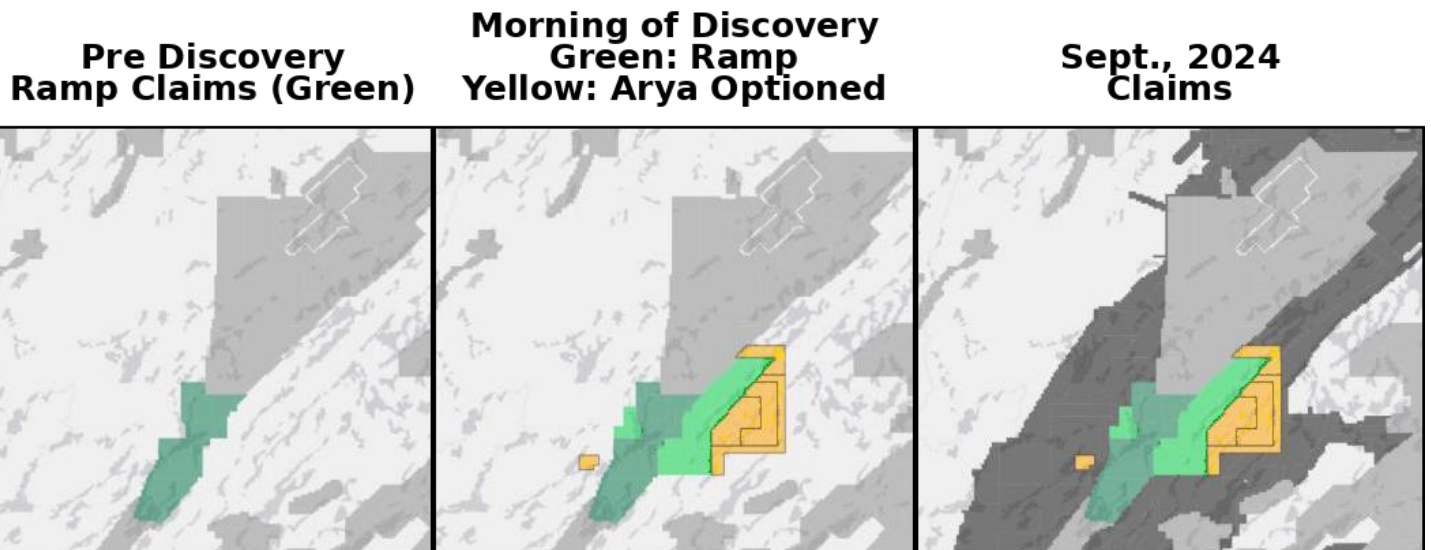 Pre Discovery
Ramp Claims (Green)
Morning of Discovery
Green: Ramp
Yellow: Arya Optioned
Sept., 2024
Claims